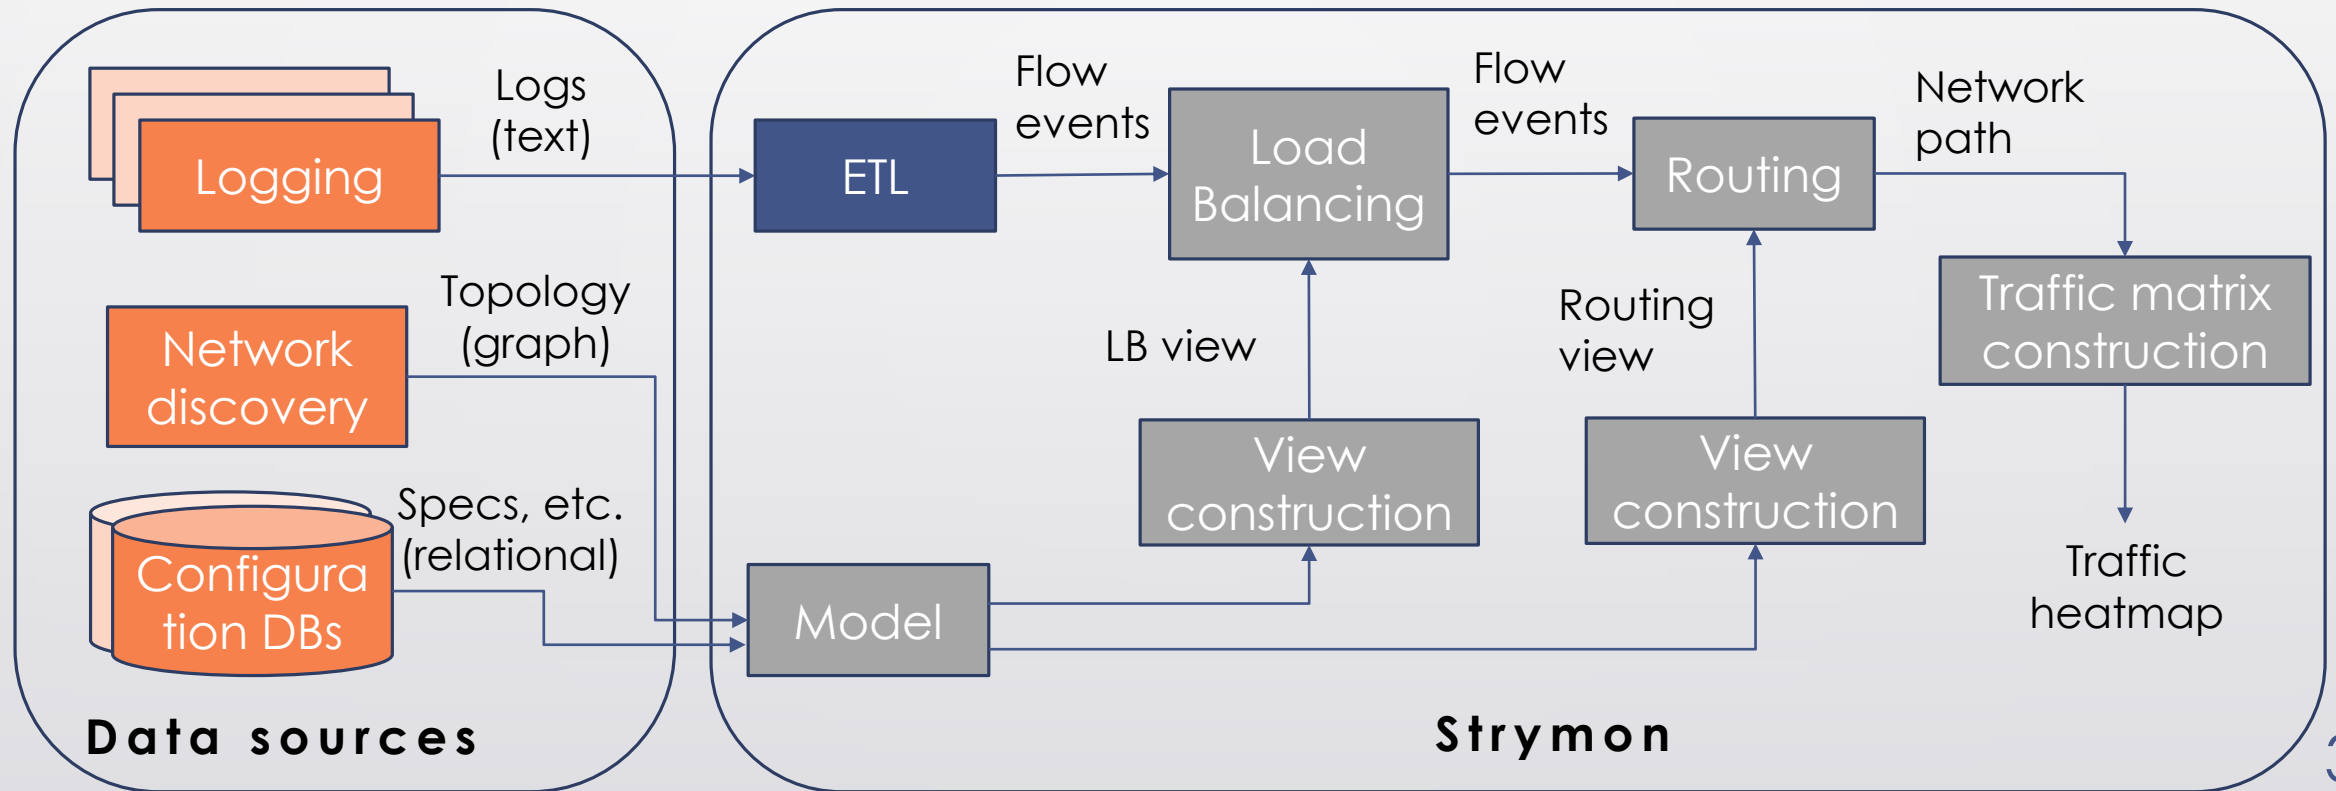 Logs
(text)
Logging
Topology
(graph)
Network
discovery
Specs, etc.
(relational)
Configura
tion DBs
Data sources
Flow
events
Flow
events
Network
path
ETL
Load
Balancing
Routing
LB view
Routing
view
Traffic matrix
construction
View
construction
View
construction
Model
Traffic
heatmap
Strymon